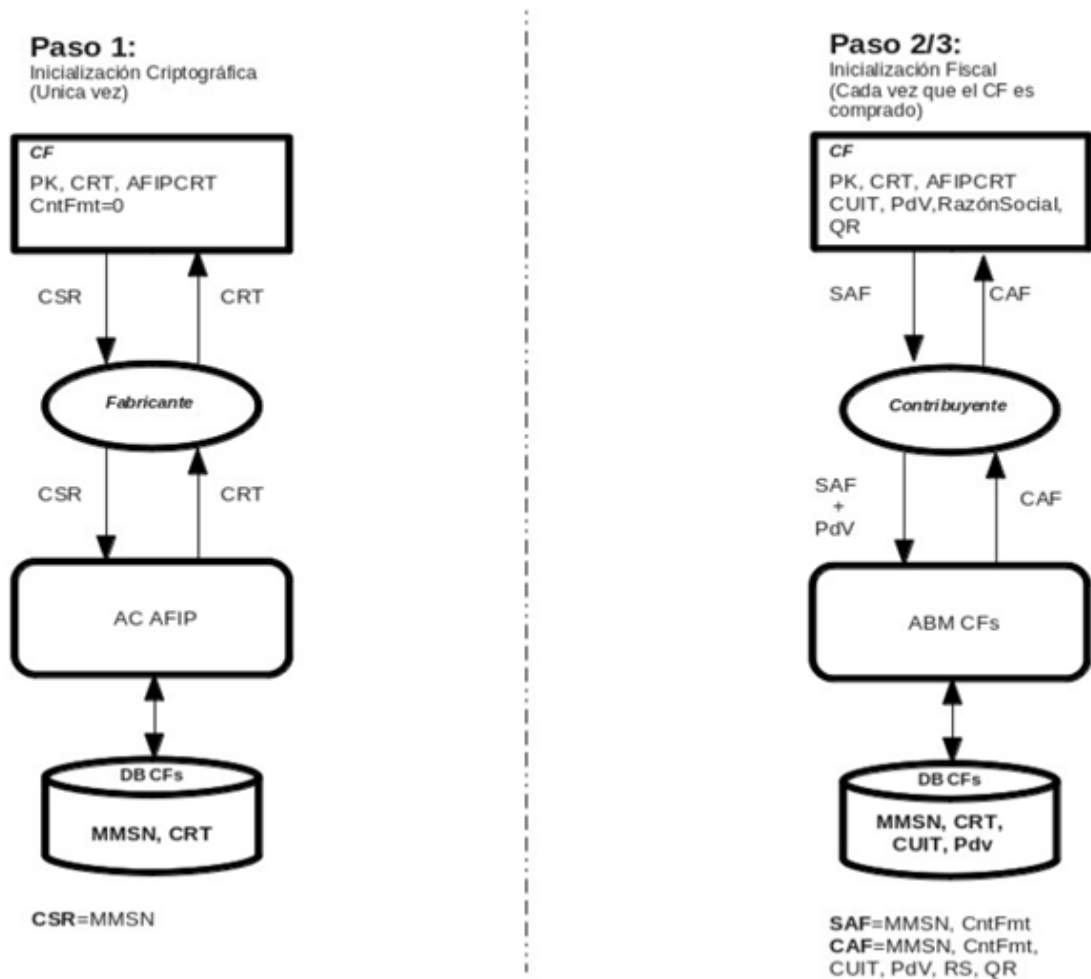 Paso 1:
Inicialización Criptográfica
(Unica vez)
CF
PK, CRT, AFIPCRT
CntFmt=0
CSR
CRT
Fabricante
CSR
CRT
AC AFIP
DB CFs
MMSN, CRT
CSR=MMSN
Paso 2/3:
Inicialización Fiscal
(Cada vez que el CF es
comprado)
CF
PK, CRT, AFIPCRT
CUIT, PdV,RazónSocial,
QR
SAF
CAF
Contribuyente
SAF
+
PdV
CAF
ABM CFs
DB CFs
MMSN, CRT,
CUIT, Pdv
SAF=MMSN, CntFmt
CAF=MMSN, CntFmt,
CUIT, PdV, RS, QR